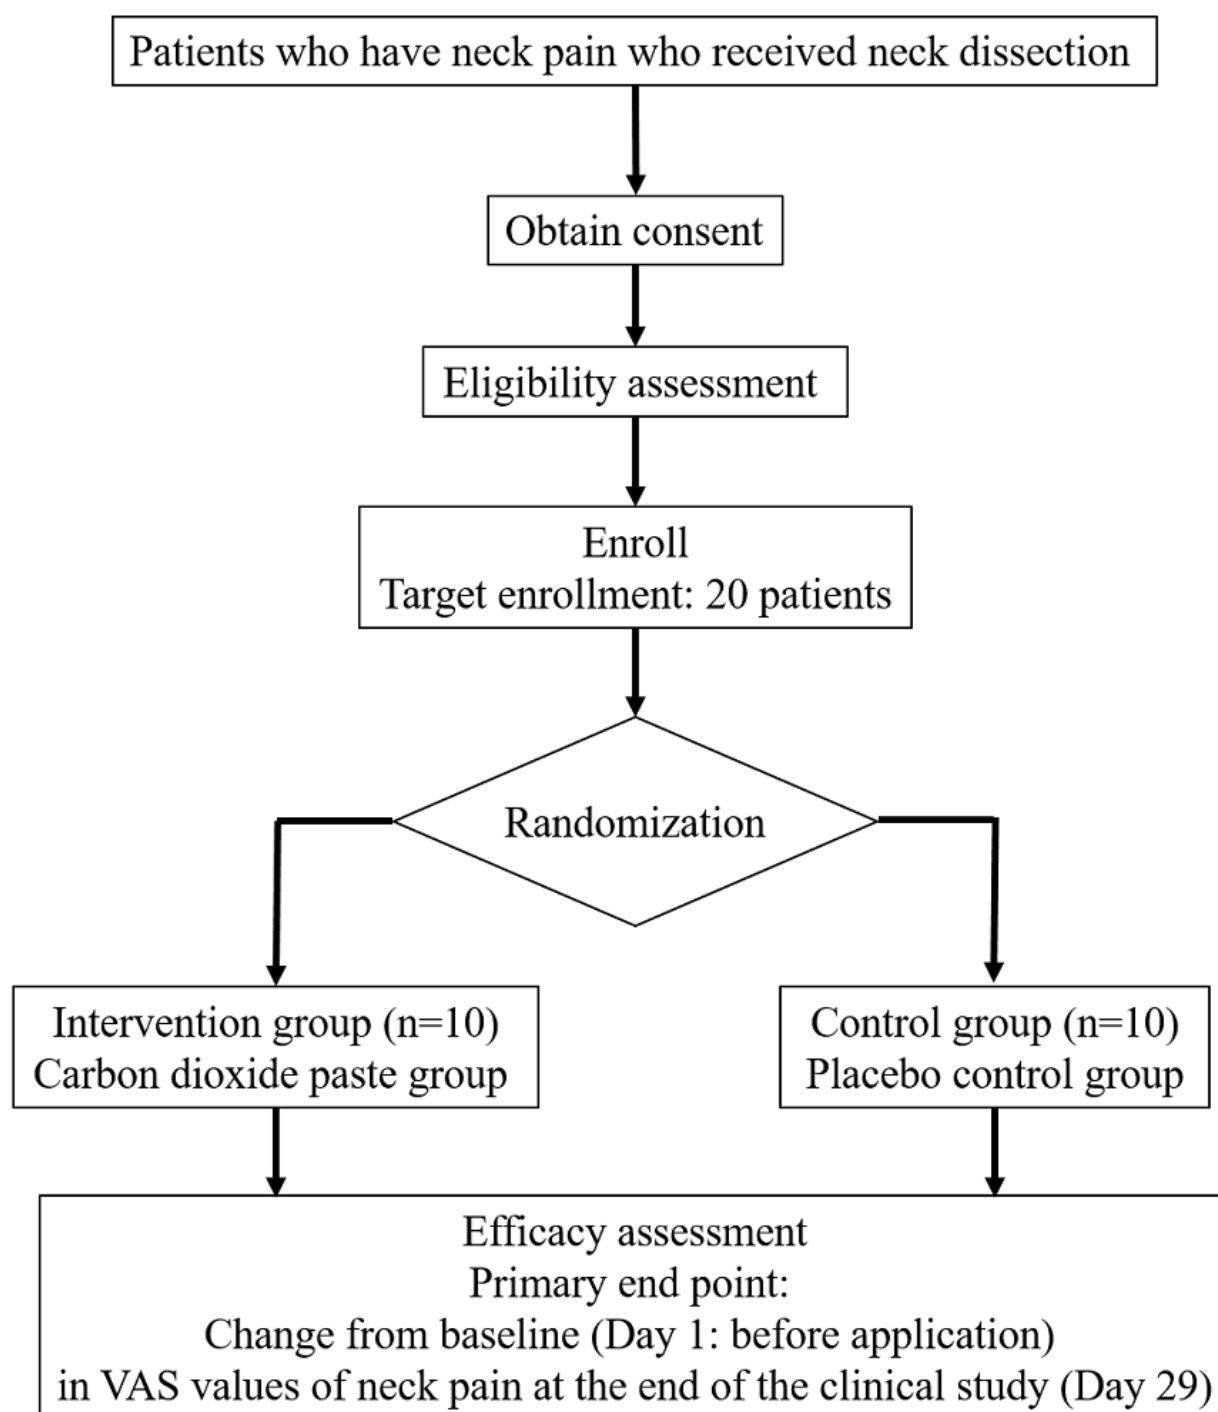 Patients who have neck pain who received neck dissection
Obtain consent
Eligibility assessment
Enroll
Target enrollment: 20 patients
Randomization
Intervention group (n=10)
Carbon dioxide paste group
Control group (n=10)
Placebo control group
Efficacy assessment
Primary end point:
Change from baseline (Day 1: before application)
in VAS values of neck pain at the end of the clinical study (Day 29)